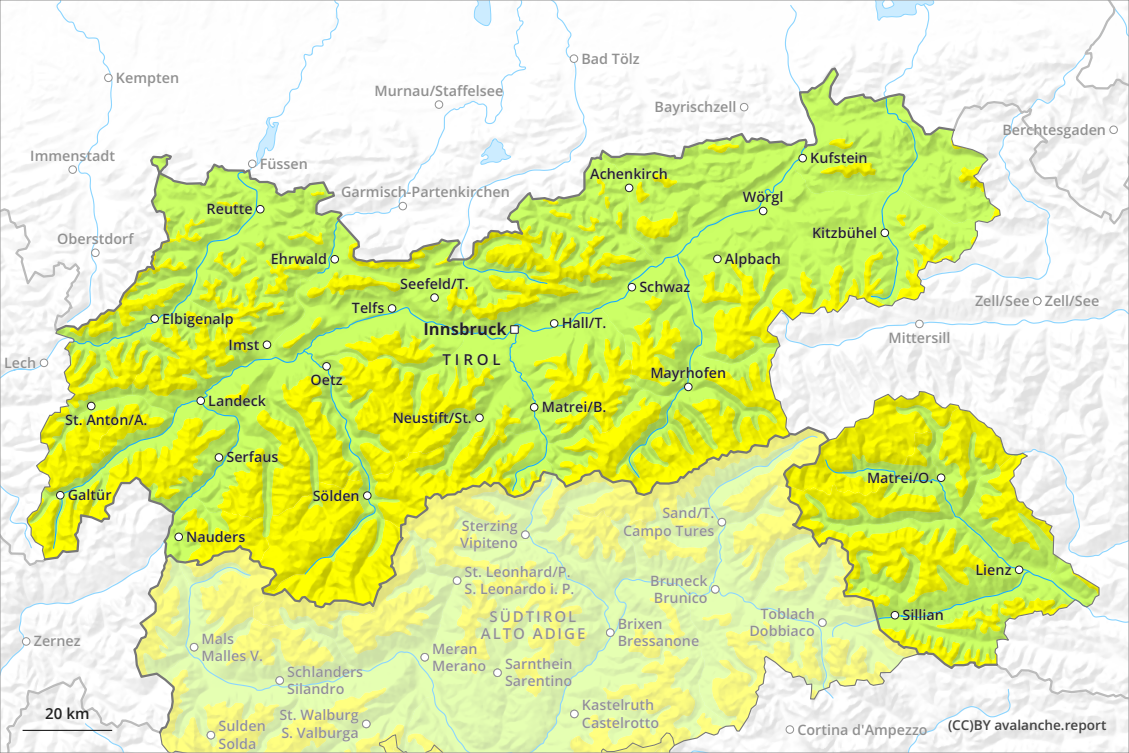 Kempten
Bad Tölz
Murnau/Staffelsee
Bayrischzell
Berchtesgaden
Immenstadt
Füssen
Kufstein
Achenkirch
Garmisch-Partenkirchen
Wörgl
Reutte
Oberstdorf
Kitzbühel
Ehrwald
Alpbach
Seefeld/T.
Schwaz
Telfs
Zell/See
Zell/See
Elbigenalp
Innsbruck
Hall/T.
Mittersill
Imst
TIROL
Lech
Oetz
Mayrhofen
Landeck
Matrei/B.
St. Anton/A.
Neustift/St.
Serfaus
Matrei/O.
Galtür
Sölden
Sand/T.
Campo Tures
Sterzing
Vipiteno
Nauders
St. Leonhard/P.
S. Leonardo i. P.
Lienz
Bruneck
Brunico
SÜDTIROL
ALTO ADIGE
Toblach
Dobbiaco
Sillian
Brixen
Bressanone
Zernez
Mals
Malles V.
Meran
Merano
Sarnthein
Sarentino
Schlanders
Silandro
20 km
St. Walburg
S. Valburga
Kastelruth
Castelrotto
Sulden
Solda
Cortina d'Ampezzo
(CC)BY avalanche.report